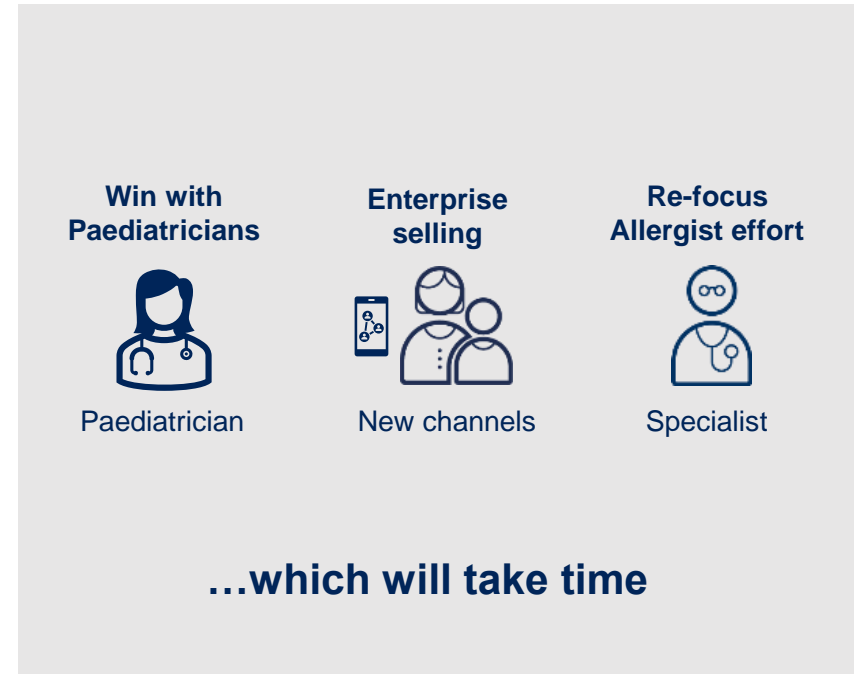 Win with
Paediatricians
Enterprise
selling
Re-focus
Allergist effort
Paediatrician
New channels
Specialist
…which will take time